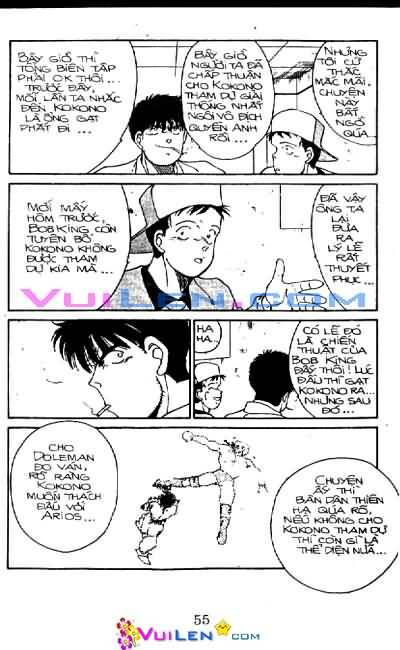 BÂY GIỜ THÌ
TỔNG BIÊN TẬP
PHẢI OK THÔI...
TRƯỚC ĐÂY,
MỖI LẦN TA NHẮC
ĐẾN KOKONO
LÀ ÔNG GẠT
PHẮT ĐI...
BÂY GIỜ
NGƯỜI TA ĐÃ
CHẤP THUẬN
CHO KOKONO
THAM DỰ GIẢI
THỐNG NHẤT
NGÔI VÔ ĐỊCH
QUYỀN ANH
RỒI...
NHƯNG
TÔI CỨ
THẮC
MẮC MÃI,
CHUYỆN
NÀY
BẤT
NGỜ
QUÁ...
MỚI MẤY
HÔM TRƯỚC,
BOB KING CÒN
TUYÊN BỐ
KOKONO KHÔNG
ĐƯỢC THAM
DỰ KIA MÀ...
ĐÃ VẬY
ÔNG TA
LẠI
ĐƯA
RA
LÝ LẼ
RẤT
THUYẾT
PHỤC...
VUILEN.COM
HA
HA..
CÓ LẼ ĐÓ
LÀ CHIẾN
THUẬT CỦA
BOB KING
ĐẤY THÔI! LÚC
ĐẦU THÌ GẠT
KOKONO RA...
NHƯNG SAU
ĐÓ...
CHO
DOLEMAN
ĐO VÁN,
RÕ RÀNG
KOKONO
MUỐN THÁCH
ĐẤU VỚI
ARIOS...
CHUYỆN
ẤY THÌ
BÀN DÂN THIÊN
HẠ QUÁ RÕ,
NẾU KHÔNG CHO
KOKONO THAM DỰ
THÌ CÒN GÌ LÀ
THỂ DIỆN NỮA...
55
VUILEN.COM